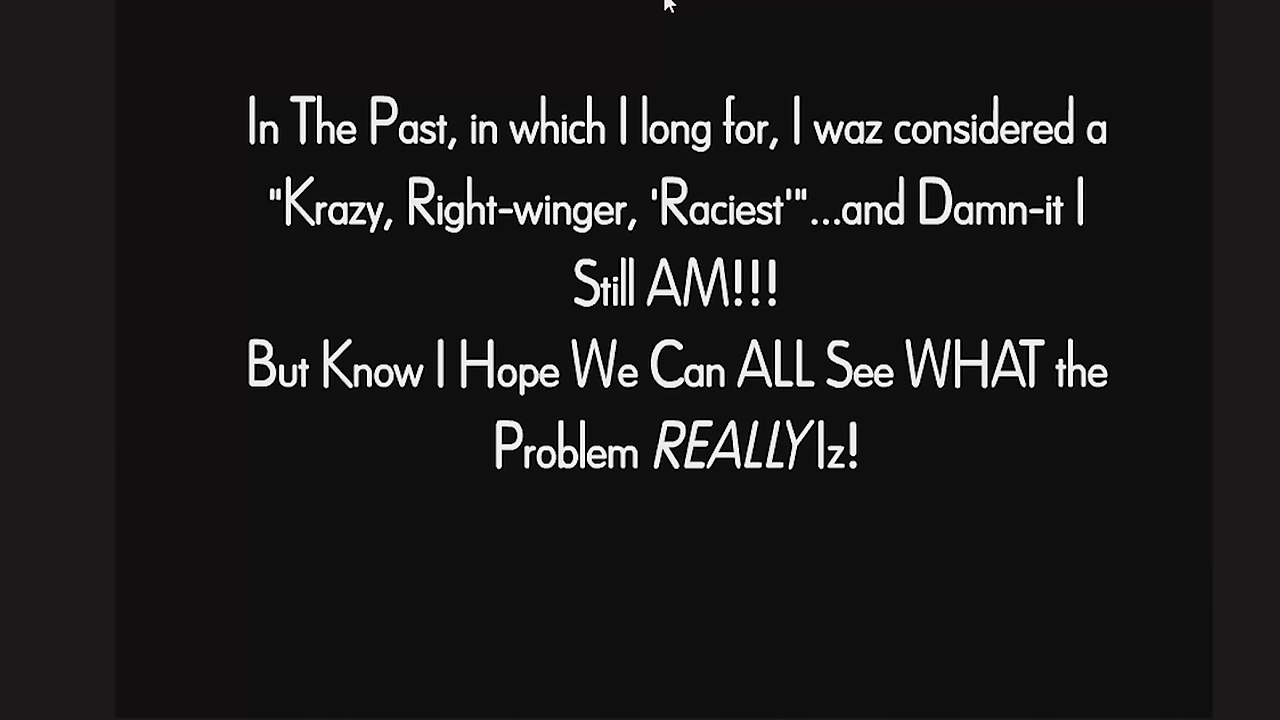 In The Past, in which I long for, I waz considered a
"Krazy, Right-winger, 'Raciest'"...and Damn-it I
Still AM!!!
But Know I Hope We Can ALL See WHAT the
Problem REALLY Iz!